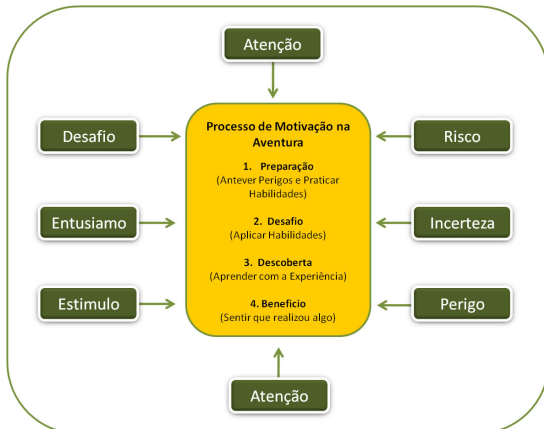 Atenção
Desafio
Entusiamo
Estimulo
Processo de Motivação na
Aventura
1. Preparação
(Antever Perigos e Praticar
Habilidades)
2. Desafio
(Aplicar Habilidades)
3. Descoberta
(Aprender com a Experiência)
4. Beneficio
(Sentir que realizou algo)
Risco
Incerteza
Perigo
Atenção